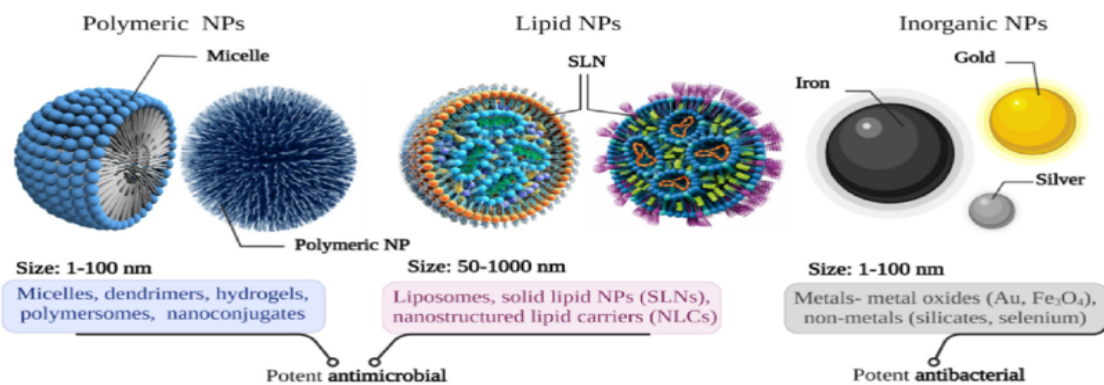 Polymeric NPs
Micelle
Polymeric NP
Size: 1-100 nm
Micelles, dendrimers, hydrogels,
polymersomes, nanoconjugates
Lipid NPs
SLN
Size: 50-1000 nm
Liposomes, solid lipid NPs (SLNs),
nanostructured lipid carriers (NLCs)
Potent antimicrobial
Inorganic NPs
Gold
Iron
Silver
Size: 1-100 nm
Metals- metal oxides (Au, Fe₃O₄),
non-metals (silicates, selenium)
Potent antibacterial